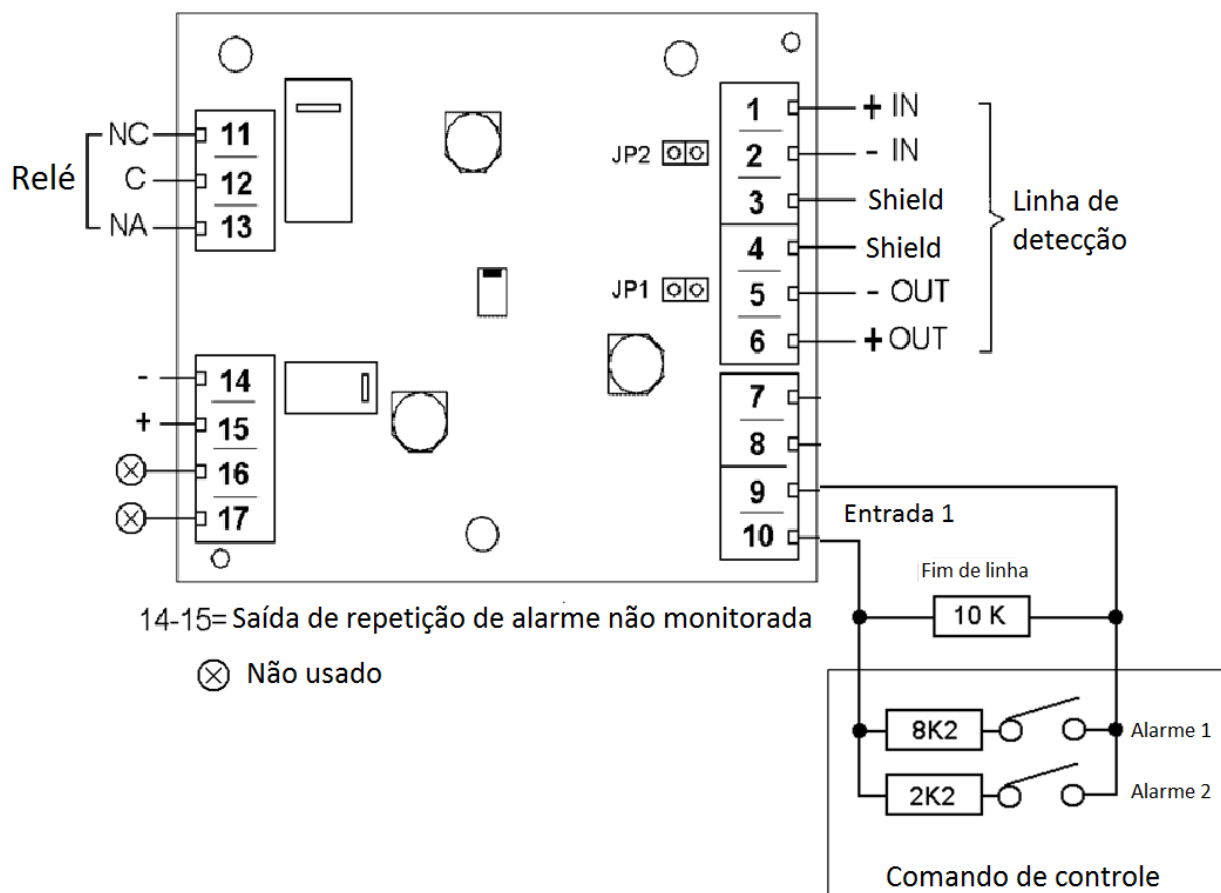 NC
11
C
12
NA
13
Relé
JP2
JP1
1
+ IN
2
- IN
3
Shield
4
Shield
5
- OUT
6
+ OUT
Linha de
detecção
7
8
9
10
Entrada 1
-
14
+
15
16
17
14-15= Saída de repetição de alarme não monitorada
Não usado
Fim de linha
10 K
8K2
Alarme 1
2K2
Alarme 2
Comando de controle